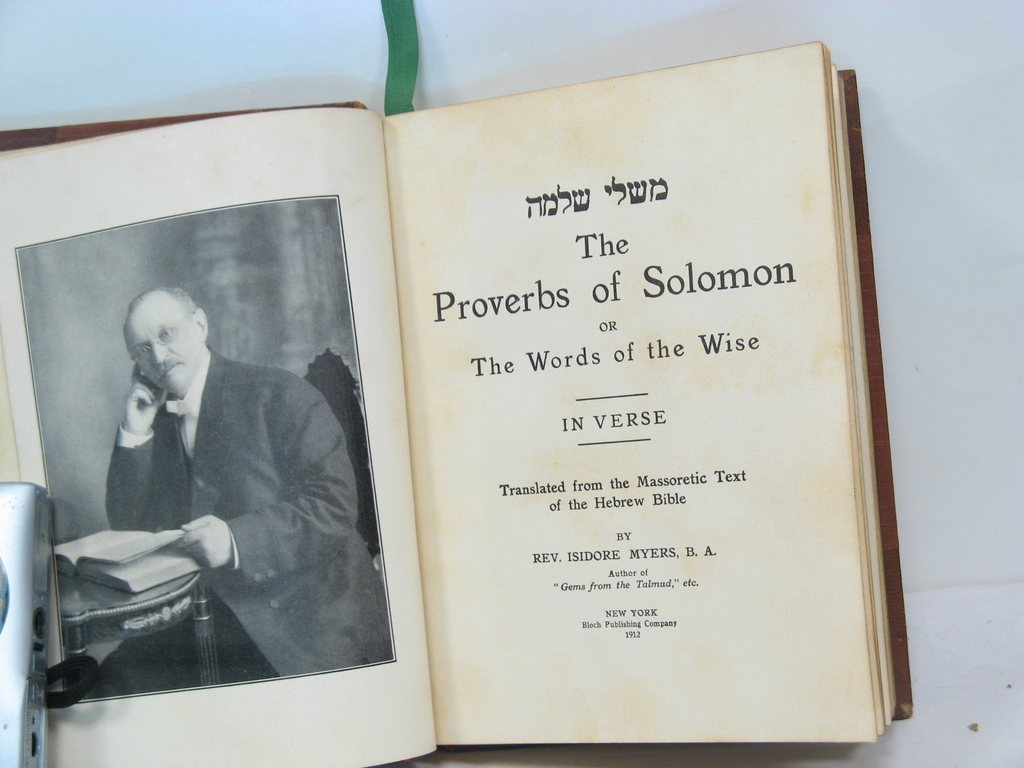 משלי שלמה
The
Proverbs of Solomon
OR
The Words of the Wise
IN VERSE
Translated from the Massoretic Text
of the Hebrew Bible
BY
REV. ISIDORE MYERS, B. A.
Author of
"Gems from the Talmud," etc.
NEW YORK
Bloch Publishing Company
1912